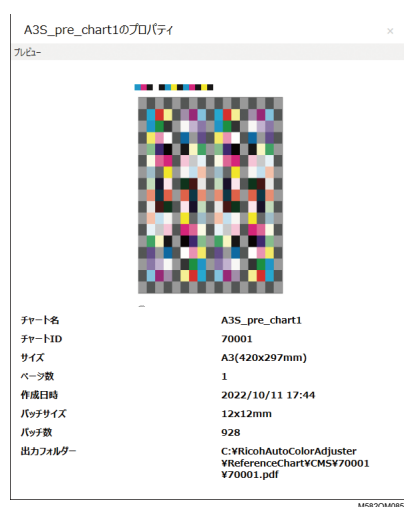 A3S_pre_chart1のプロパティ
プレビュー
チャート名 A3S_pre_chart1
チャートID 70001
サイズ A3(420x297mm)
ページ数 1
作成日時 2022/10/11 17:44
パッチサイズ 12x12mm
パッチ数 928
出力フォルダー C:¥RicohAutoColorAdjuster
¥ReferenceChart¥CMS¥70001
¥70001.pdf
M582OM085